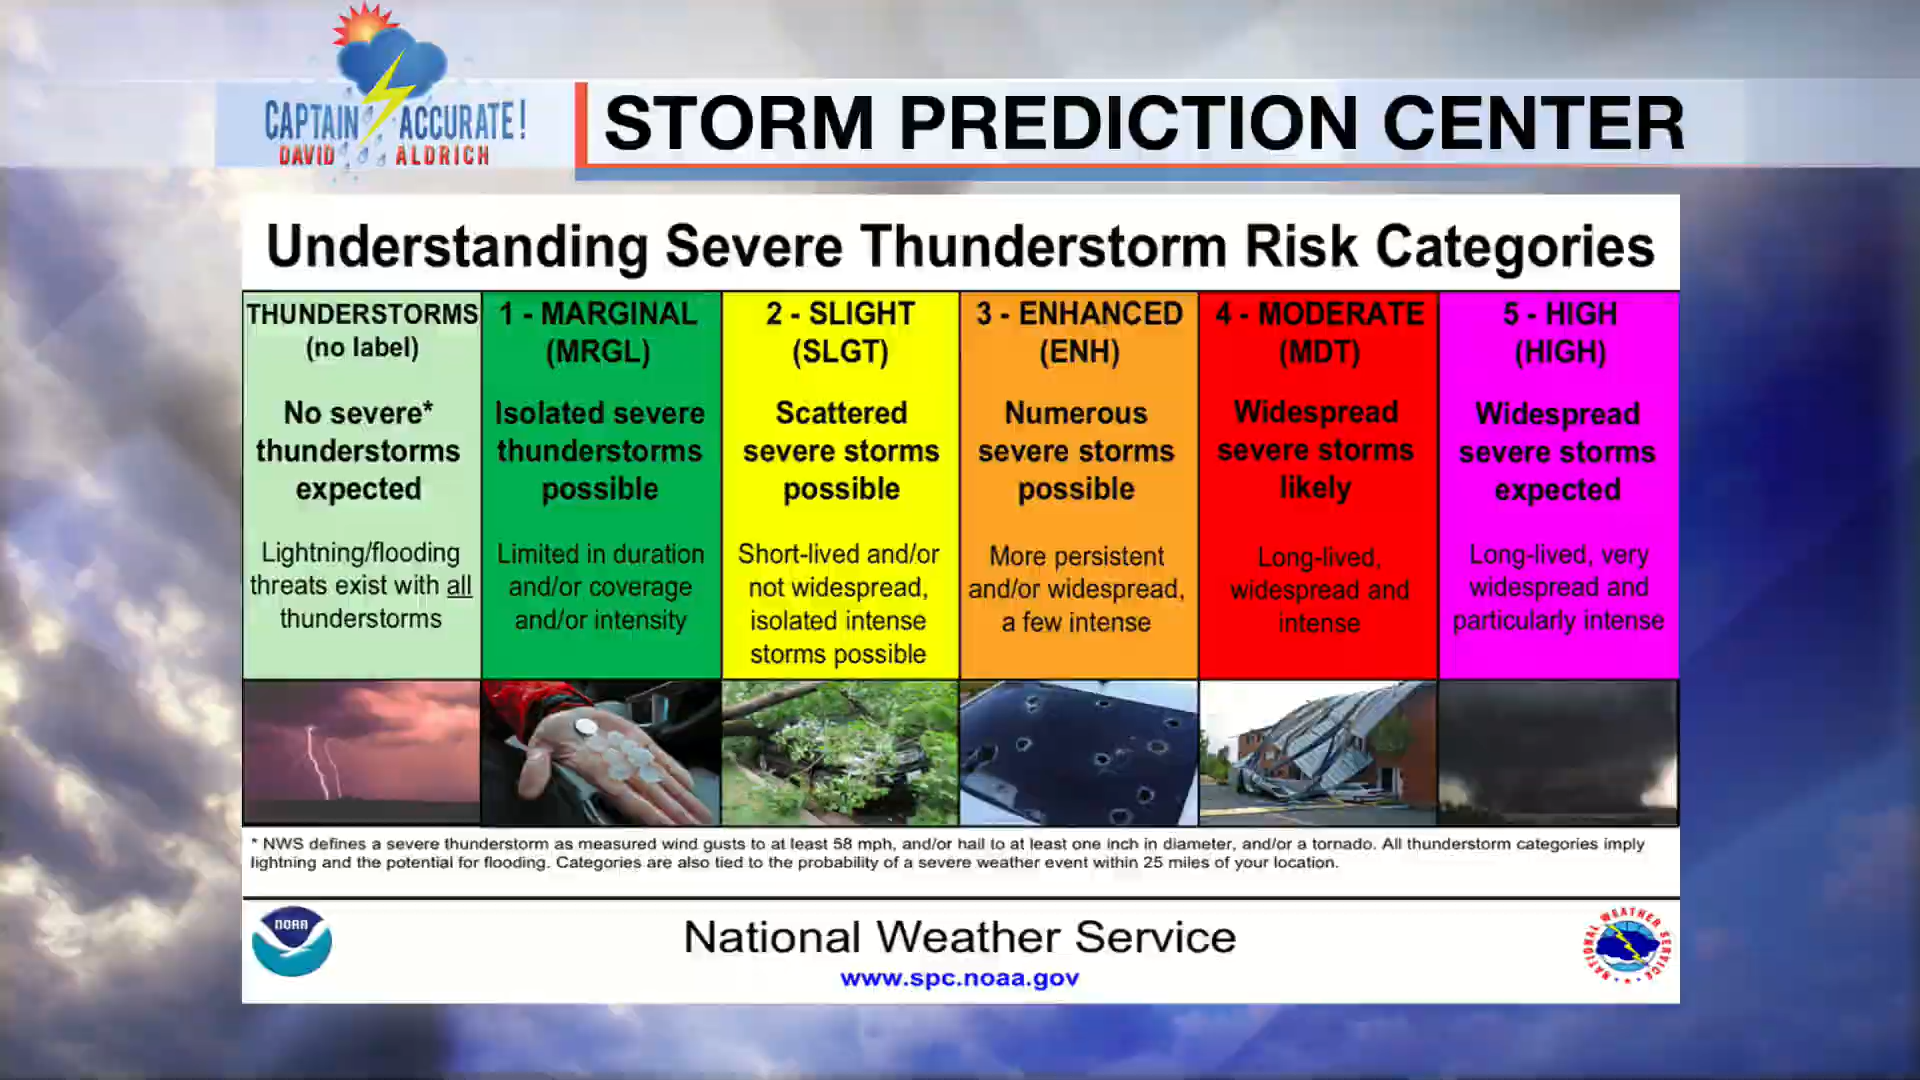 CAPTAIN ACCURATE!
DAVID ALDRICH
STORM PREDICTION CENTER
Understanding Severe Thunderstorm Risk Categories
THUNDERSTORMS
(no label)
No severe*
thunderstorms
expected
Lightning/flooding
threats exist with all
thunderstorms
1 - MARGINAL
(MRGL)
Isolated severe
thunderstorms
possible
Limited in duration
and/or coverage
and/or intensity
2 - SLIGHT
(SLGT)
Scattered
severe storms
possible
Short-lived and/or
not widespread,
isolated intense
storms possible
3 - ENHANCED
(ENH)
Numerous
severe storms
possible
More persistent
and/or widespread,
a few intense
4 - MODERATE
(MDT)
Widespread
severe storms
likely
Long-lived,
widespread and
intense
5 - HIGH
(HIGH)
Widespread
severe storms
expected
Long-lived, very
widespread and
particularly intense
* NWS defines a severe thunderstorm as measured wind gusts to at least 58 mph, and/or hail to at least one inch in diameter, and/or a tornado. All thunderstorm categories imply
lightning and the potential for flooding. Categories are also tied to the probability of a severe weather event within 25 miles of your location.
NOAA
National Weather Service
www.spc.noaa.gov
NATIONAL WEATHER SERVICE